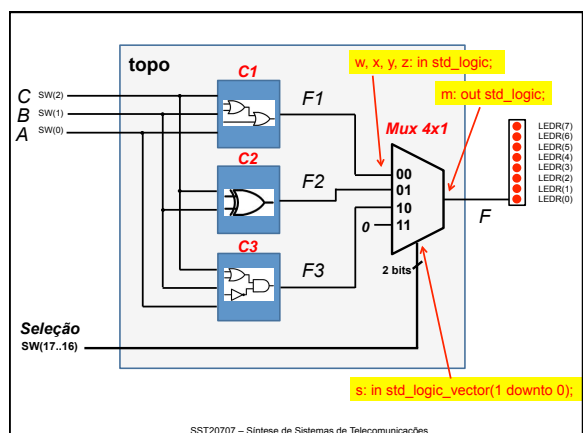 topo
C1
w, x, y, z: in std_logic;
m: out std_logic;
C SW(2)
B SW(1)
A SW(0)
F1
Mux 4x1
LEDR(7)
LEDR(6)
LEDR(5)
LEDR(4)
LEDR(3)
LEDR(2)
LEDR(1)
LEDR(0)
C2
F2
00
01
10
11
0
F
C3
F3
2 bits
Seleção
SW(17..16)
s: in std_logic_vector(1 downto 0);
SST20707 – Síntese de Sistemas de Telecomunicações